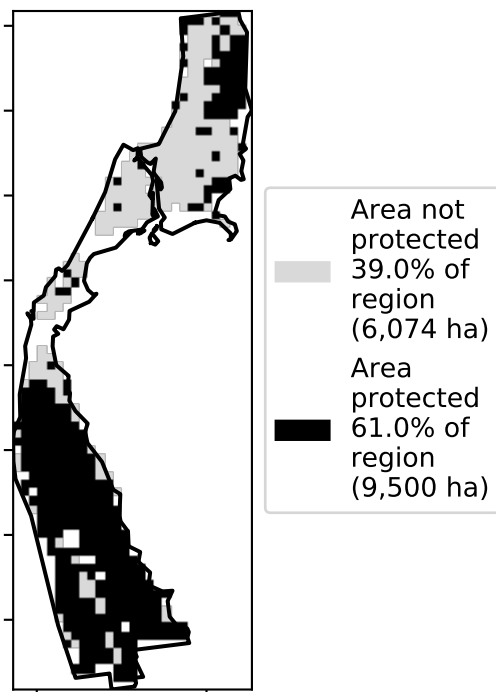 Area not
protected
39.0% of
region
(6,074 ha)
Area
protected
61.0% of
region
(9,500 ha)